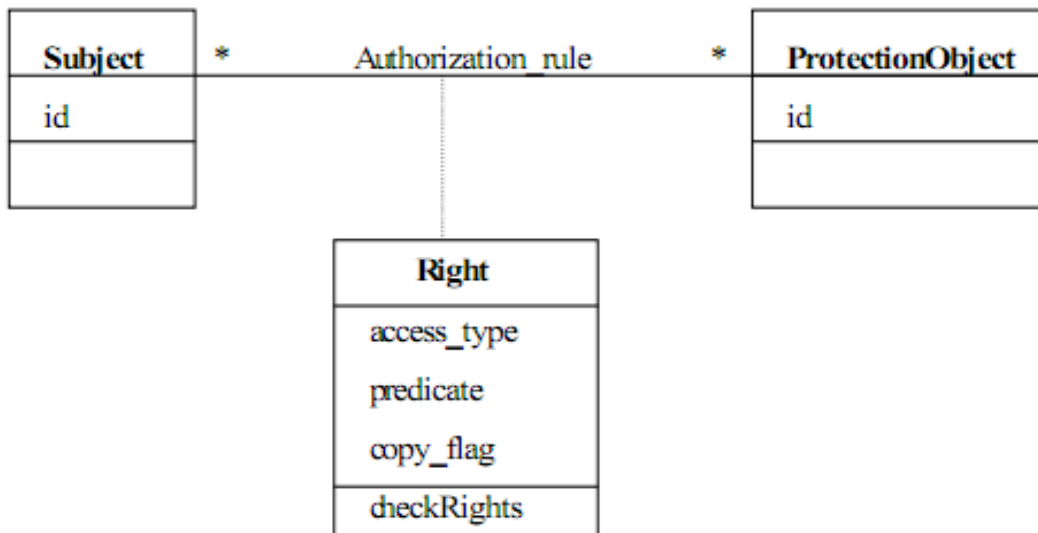 Subject * Authorization_rule * ProtectionObject
id id
Right
access_type
predicate
copy_flag
checkRights